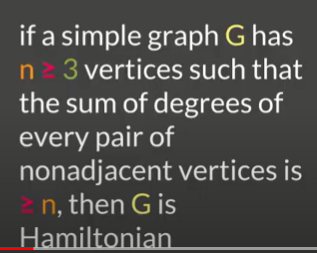 if a simple graph G has
n ≥ 3 vertices such that
the sum of degrees of
every pair of
nonadjacent vertices is
≥ n, then G is
Hamiltonian